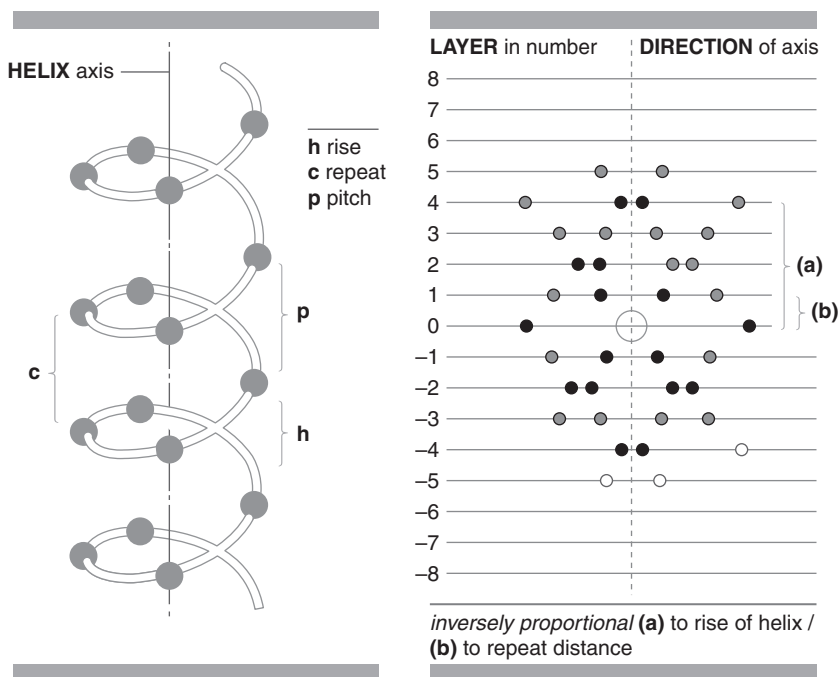 HELIX axis
h rise
c repeat
p pitch
p
c
h
LAYER in number
DIRECTION of axis
8
7
6
5
4
3
2
1
0
–1
–2
–3
–4
–5
–6
–7
–8
(a)
(b)
inversely proportional (a) to rise of helix /
(b) to repeat distance